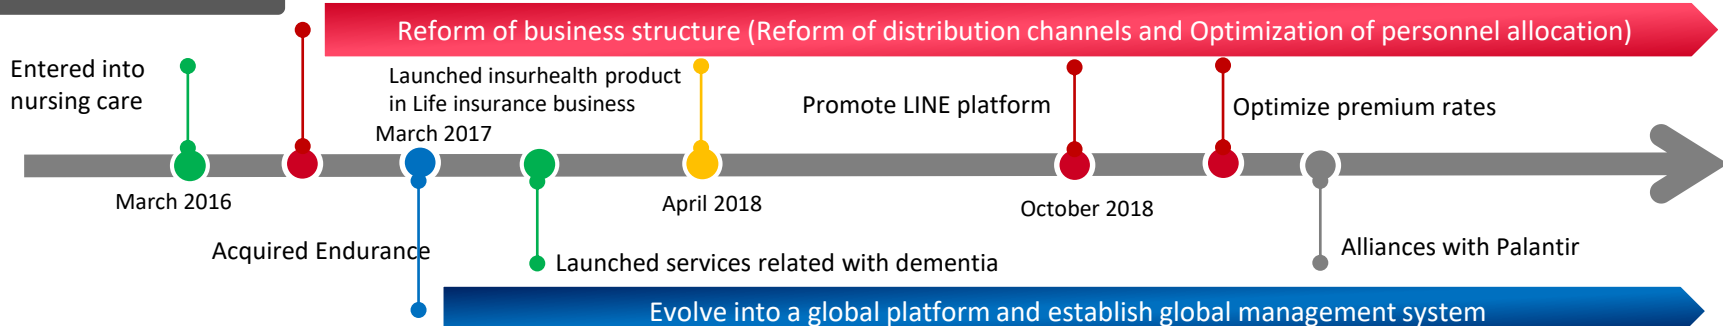 Reform of business structure (Reform of distribution channels and Optimization of personnel allocation)
Entered into
nursing care
Launched insurhealth product
in Life insurance business
March 2017
Promote LINE platform
Optimize premium rates
March 2016
April 2018
October 2018
Acquired Endurance
Launched services related with dementia
Alliances with Palantir
Evolve into a global platform and establish global management system